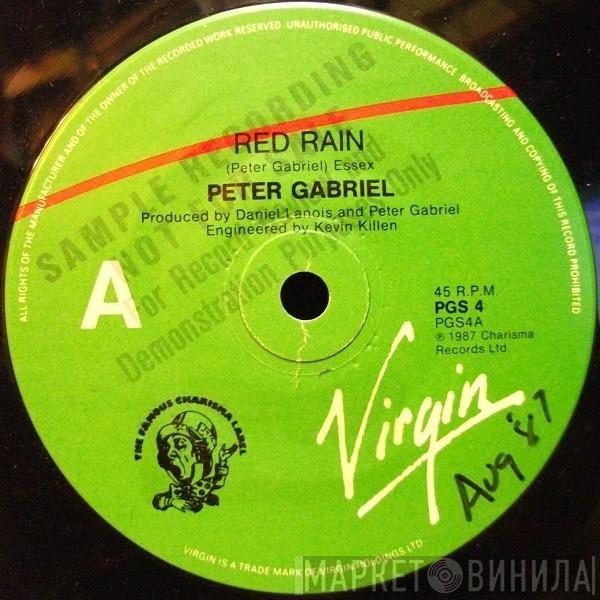 ALL RIGHTS OF THE MANUFACTURER AND OF THE OWNER OF THE RECORDED WORK RESERVED UNAUTHORISED PUBLIC PERFORMANCE BROADCASTING AND COPYING OF THIS RECORD PROHIBITED
SAMPLE RECORDING
NOT FOR SALE
For Record
Demonstration Purposes Only
RED RAIN
(Peter Gabriel) Essex
PETER GABRIEL
Produced by Daniel Lanois and Peter Gabriel
Engineered by Kevin Killen
A
45 R.P.M.
PGS 4
PGS4A
℗ 1987 Charisma
Records Ltd.
THE FAMOUS CHARISMA LABEL
Virgin
Aug '87
VIRGIN IS A TRADE MARK OF VIRGIN HOLDINGS LTD
МАРКЕТ ВИНИЛА